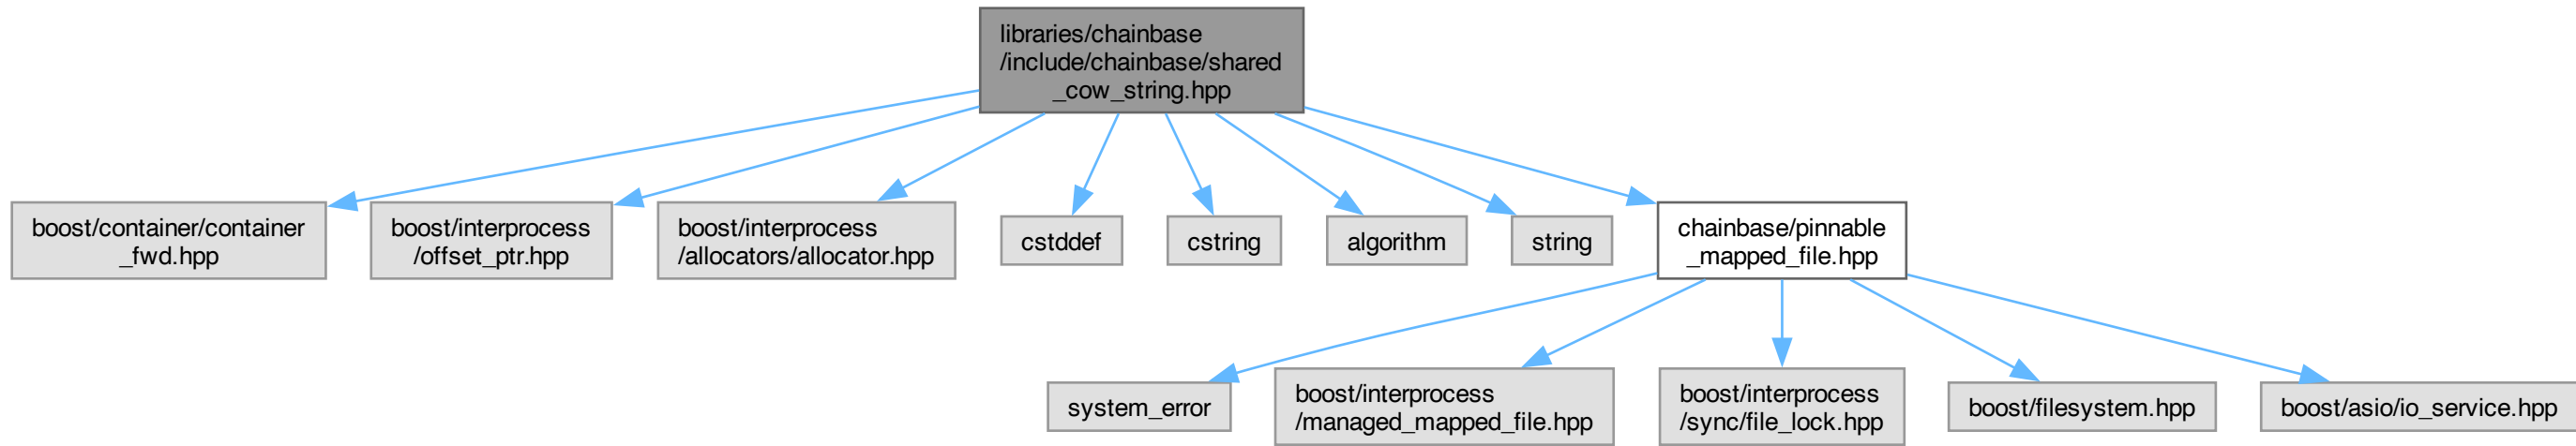 libraries/chainbase
/include/chainbase/shared
_cow_string.hpp
boost/container/container
_fwd.hpp
boost/interprocess
/offset_ptr.hpp
boost/interprocess
/allocators/allocator.hpp
cstddef
cstring
algorithm
string
chainbase/pinnable
_mapped_file.hpp
system_error
boost/interprocess
/managed_mapped_file.hpp
boost/interprocess
/sync/file_lock.hpp
boost/filesystem.hpp
boost/asio/io_service.hpp